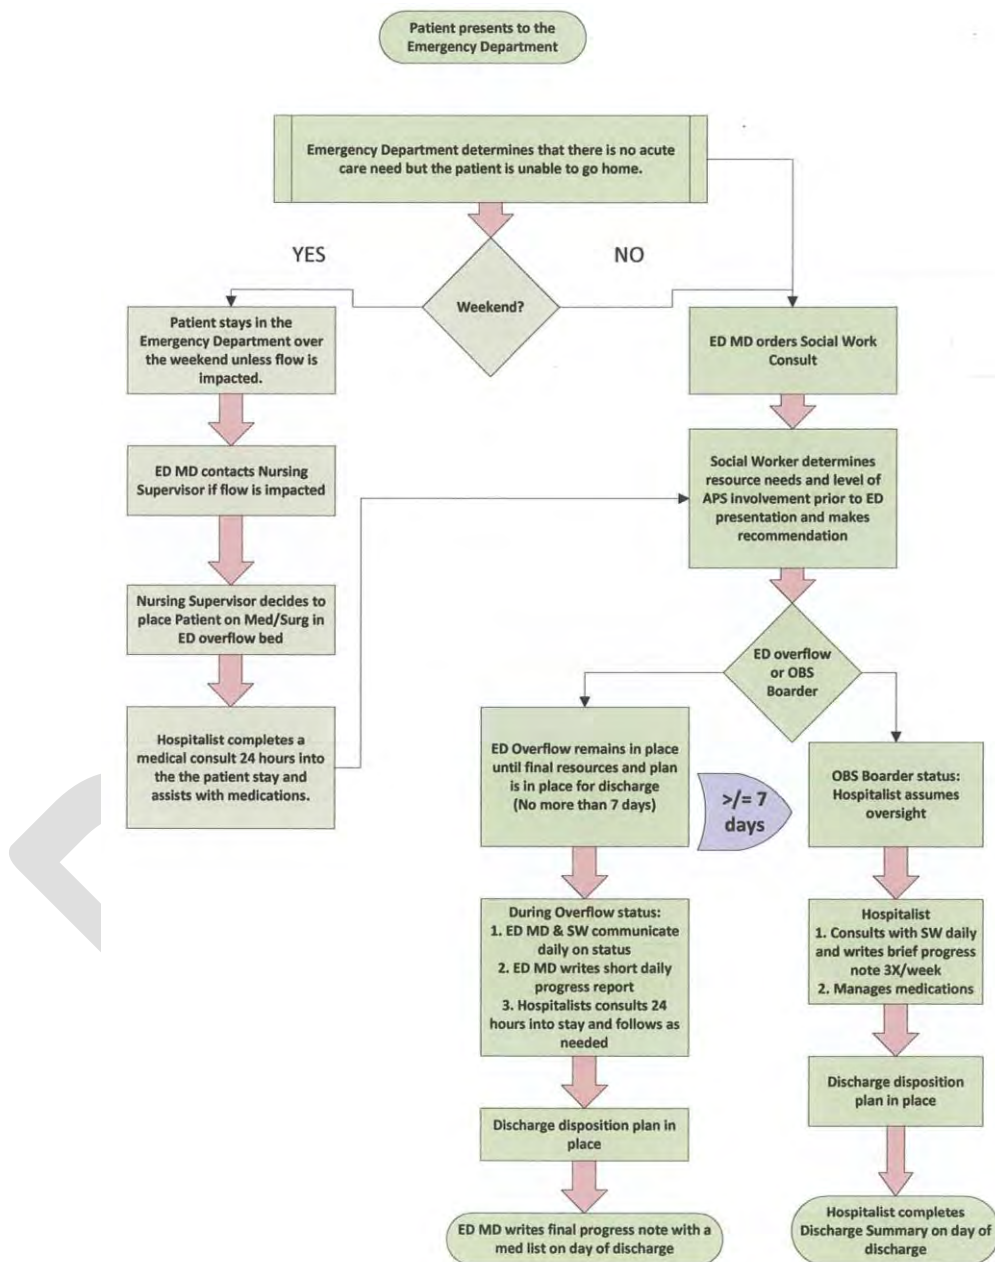 Patient presents to the
Emergency Department
Emergency Department determines that there is no acute
care need but the patient is unable to go home.
YES
NO
Weekend?
Patient stays in the
Emergency Department over
the weekend unless flow is
impacted.
ED MD orders Social Work
Consult
ED MD contacts Nursing
Supervisor if flow is impacted
Social Worker determines
resource needs and level of
APS involvement prior to ED
presentation and makes
recommendation
Nursing Supervisor decides to
place Patient on Med/Surg in
ED overflow bed
ED overflow
or OBS
Boarder
Hospitalist completes a
medical consult 24 hours into
the the patient stay and
assists with medications.
ED Overflow remains in place
until final resources and plan
is in place for discharge
(No more than 7 days)
>/= 7
days
OBS Boarder status:
Hospitalist assumes
oversight
During Overflow status:
1. ED MD & SW communicate
daily on status
2. ED MD writes short daily
progress report
3. Hospitalists consults 24
hours into stay and follows as
needed
Hospitalist
1. Consults with SW daily
and writes brief progress
note 3X/week
2. Manages medications
Discharge disposition plan in
place
Discharge disposition
plan in place
ED MD writes final progress note with a
med list on day of discharge
Hospitalist completes
Discharge Summary on day of
discharge